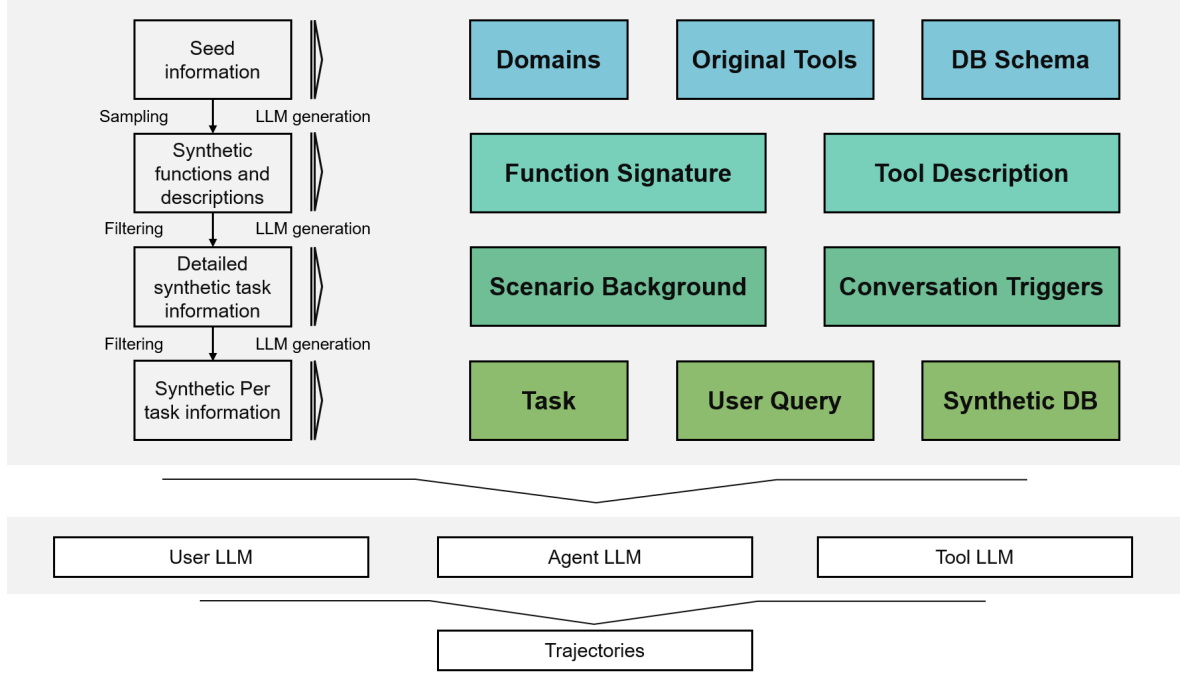 Seed
information
Domains
Original Tools
DB Schema
Sampling
LLM generation
Synthetic
functions and
descriptions
Function Signature
Tool Description
Filtering
LLM generation
Detailed
synthetic task
information
Scenario Background
Conversation Triggers
Filtering
LLM generation
Synthetic Per
task information
Task
User Query
Synthetic DB
User LLM
Agent LLM
Tool LLM
Trajectories